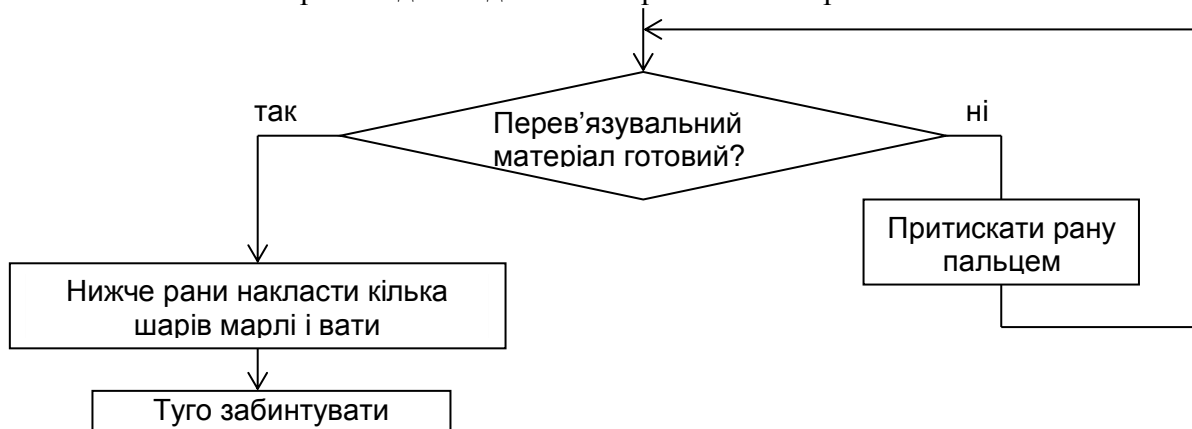 так
ні
Перев’язувальний
матеріал готовий?
Притискати рану
пальцем
Нижче рани накласти кілька
шарів марлі і вати
Туго забинтувати